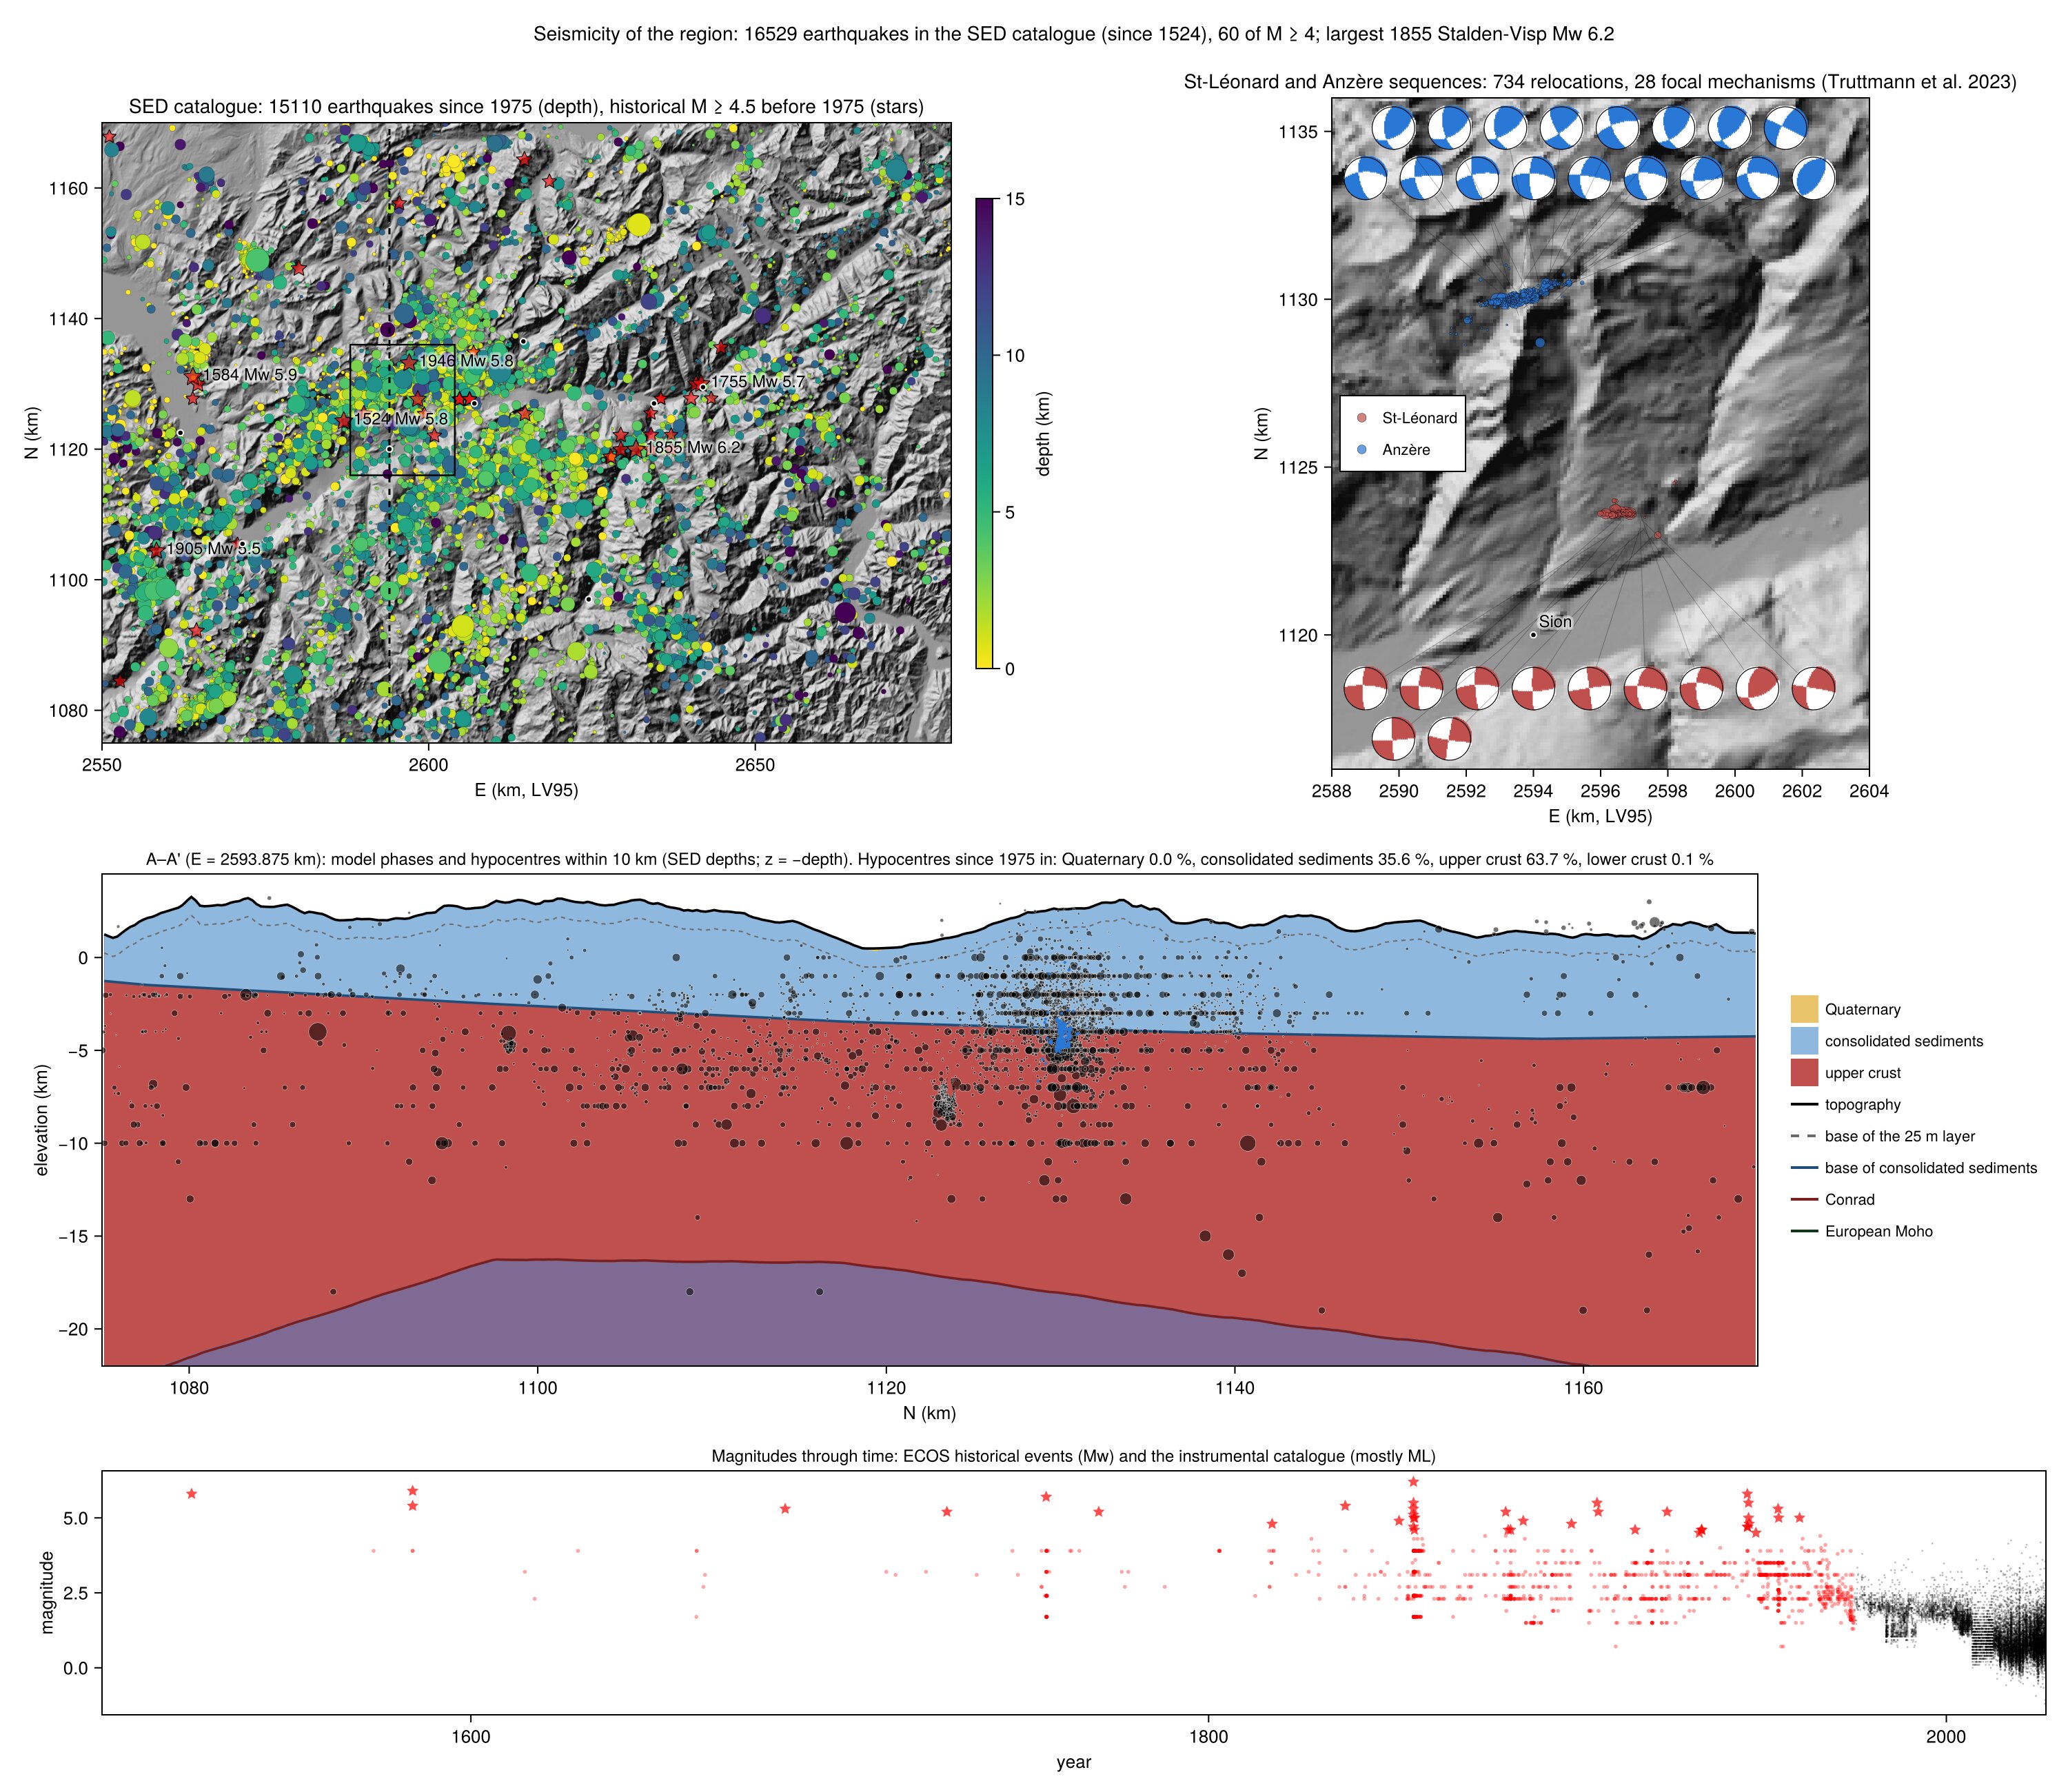 Seismicity of the region: 16529 earthquakes in the SED catalogue (since 1524), 60 of M ≥ 4; largest 1855 Stalden-Visp Mw 6.2
SED catalogue: 15110 earthquakes since 1975 (depth), historical M ≥ 4.5 before 1975 (stars)
1160
1140
1120
1100
1080
N (km)
1946 Mw 5.8
1584 Mw 5.9
1755 Mw 5.7
1524 Mw 5.8
1855 Mw 6.2
1905 Mw 5.5
2550
2600
2650
E (km, LV95)
15
10
5
0
depth (km)
St-Léonard and Anzère sequences: 734 relocations, 28 focal mechanisms (Truttmann et al. 2023)
1135
1130
1125
1120
N (km)
St-Léonard
Anzère
Sion
2588
2590
2592
2594
2596
2598
2600
2602
2604
E (km, LV95)
A–A' (E = 2593.875 km): model phases and hypocentres within 10 km (SED depths; z = −depth). Hypocentres since 1975 in: Quaternary 0.0 %, consolidated sediments 35.6 %, upper crust 63.7 %, lower crust 0.1 %
0
−5
−10
−15
−20
elevation (km)
1080
1100
1120
1140
1160
N (km)
Quaternary
consolidated sediments
upper crust
topography
base of the 25 m layer
base of consolidated sediments
Conrad
European Moho
Magnitudes through time: ECOS historical events (Mw) and the instrumental catalogue (mostly ML)
5.0
2.5
0.0
magnitude
1600
1800
2000
year